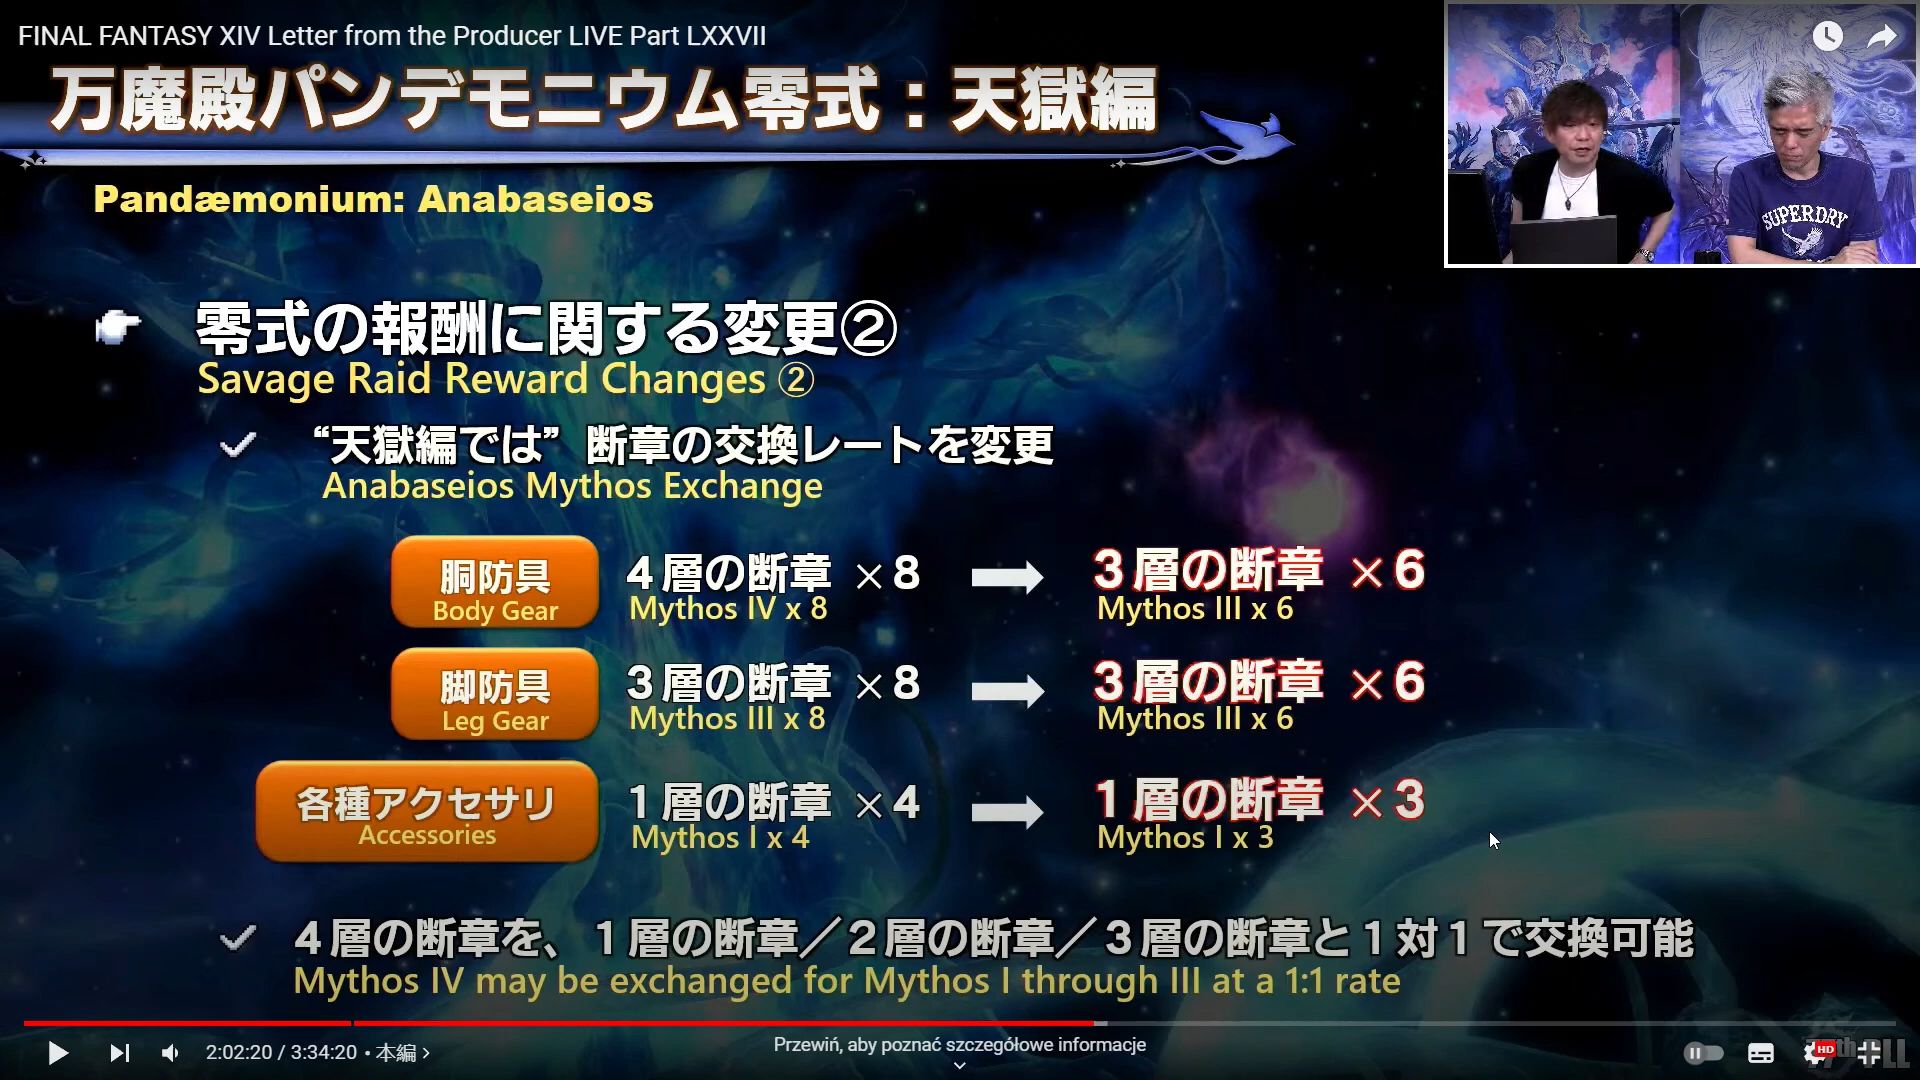 FINAL FANTASY XIV Letter from the Producer LIVE Part LXXVII
万魔殿パンデモニウム零式：天獄編
Pandæmonium: Anabaseios
SUPERDRY
零式の報酬に関する変更②
Savage Raid Reward Changes ②
“天獄編では”断章の交換レートを変更
Anabaseios Mythos Exchange
胴防具 4層の断章 ×8 3層の断章 ×6
Body Gear Mythos IV x 8 Mythos III x 6
脚防具 3層の断章 ×8 3層の断章 ×6
Leg Gear Mythos III x 8 Mythos III x 6
各種アクセサリ 1層の断章 ×4 1層の断章 ×3
Accessories Mythos I x 4 Mythos I x 3
4層の断章を、1層の断章／2層の断章／3層の断章と1対1で交換可能
Mythos IV may be exchanged for Mythos I through III at a 1:1 rate
2:02:20 / 3:34:20 • 本編
Przewiń, aby poznać szczegółowe informacje
HD